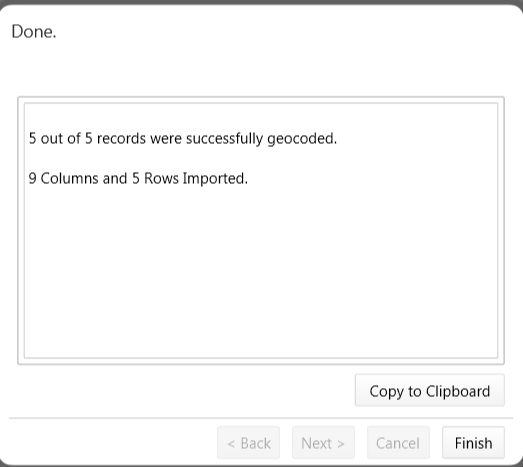 Done.
5 out of 5 records were successfully geocoded.
9 Columns and 5 Rows Imported.
Copy to Clipboard
< Back
Next >
Cancel
Finish